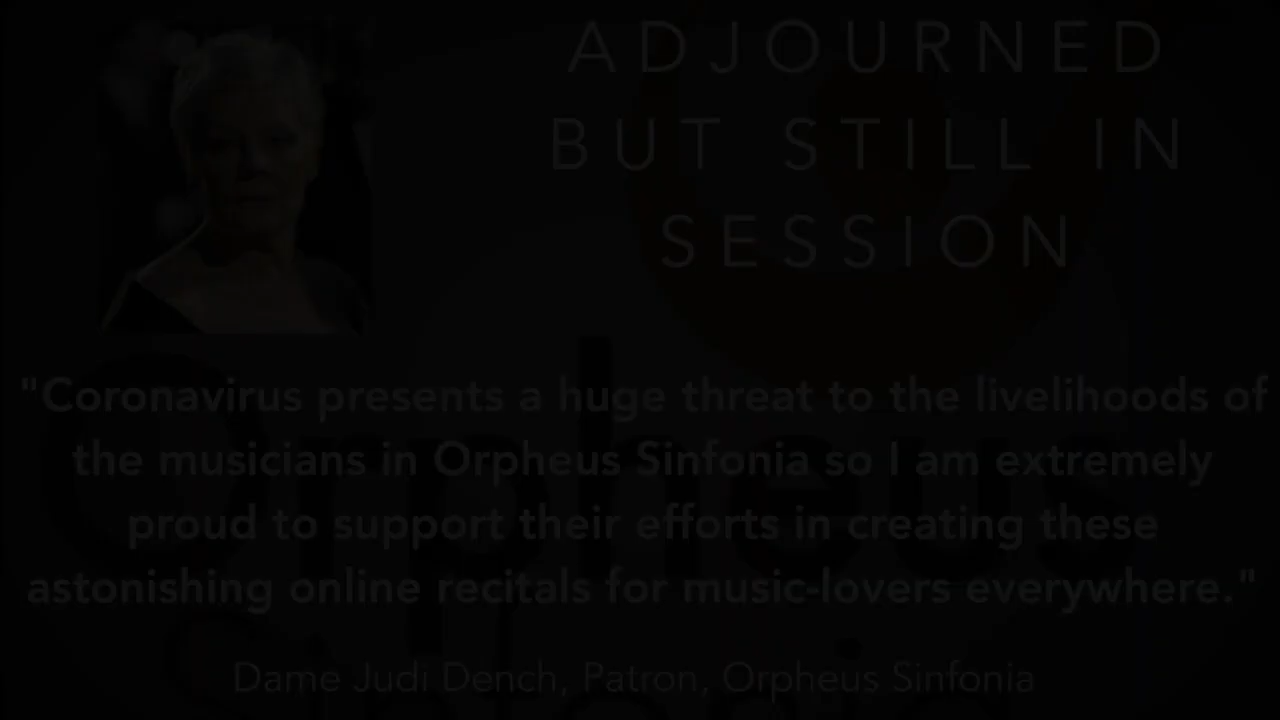 ADJOURNED
BUT STILL IN
SESSION
"Coronavirus presents a huge threat to the livelihoods of
the musicians in Orpheus Sinfonia so I am extremely
proud to support their efforts in creating these
astonishing online recitals for music-lovers everywhere."
Dame Judi Dench, Patron, Orpheus Sinfonia
Orpheus
Sinfonia